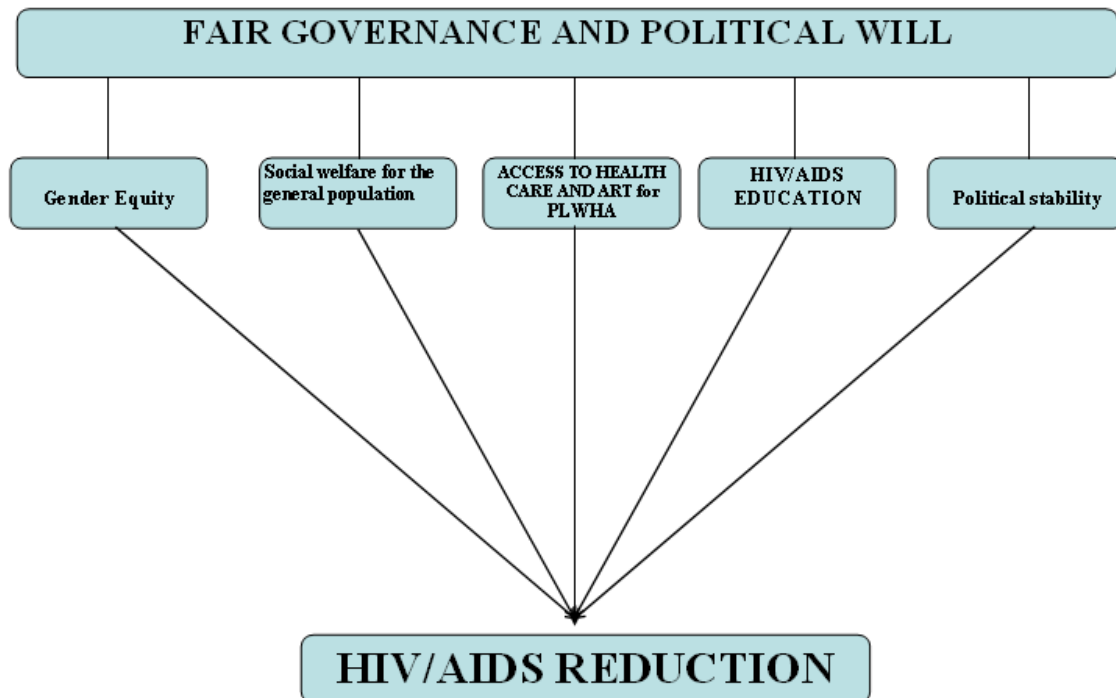 FAIR GOVERNANCE AND POLITICAL WILL
Gender Equity
Social welfare for the
general population
ACCESS TO HEALTH
CARE AND ART for
PLWHA
HIV/AIDS
EDUCATION
Political stability
HIV/AIDS REDUCTION